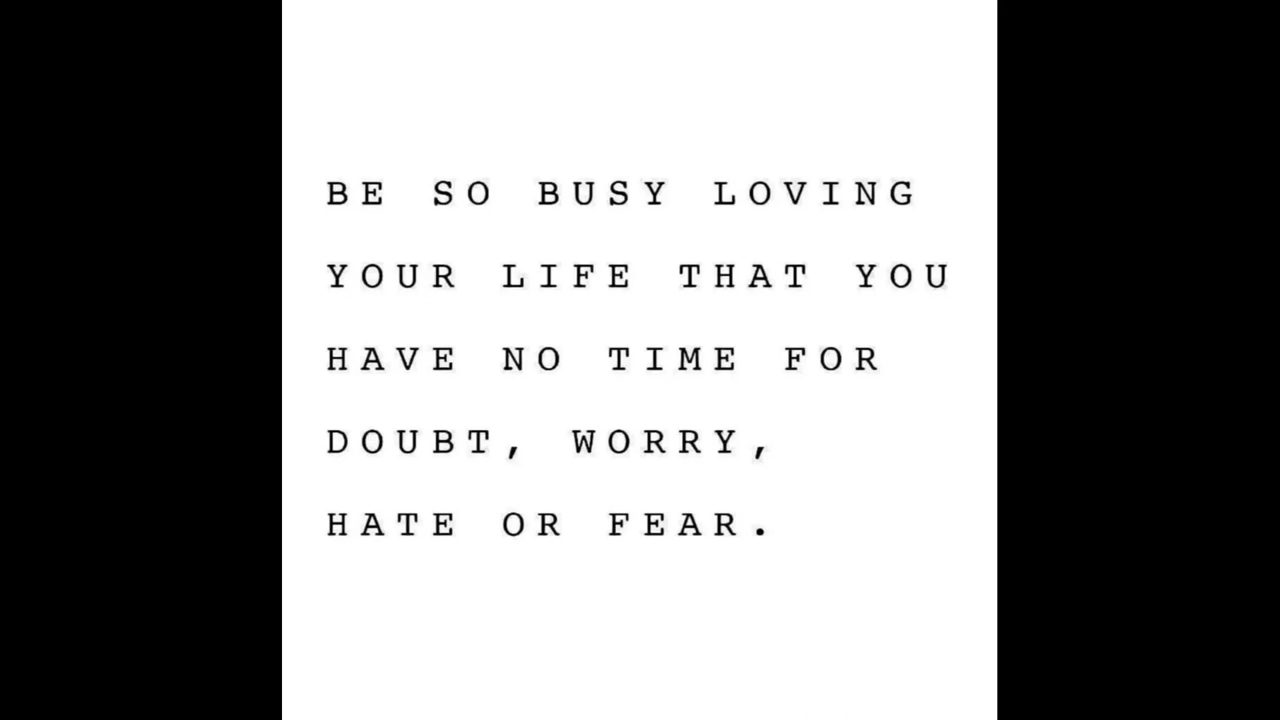 BE SO BUSY LOVING
YOUR LIFE THAT YOU
HAVE NO TIME FOR
DOUBT, WORRY,
HATE OR FEAR.